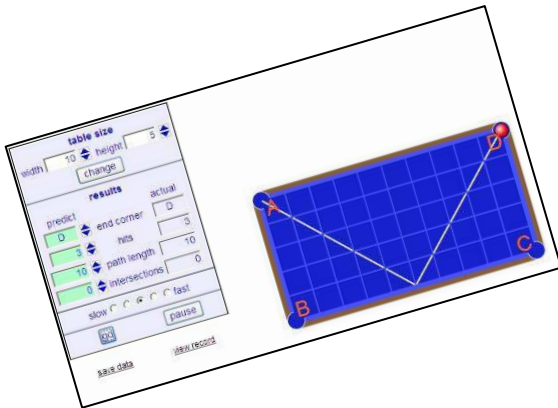 table size
width 10 height 5
change
results
predict actual
D end corner D
3 hits 3
10 path length 10
0 intersections 0
slow fast
go pause
save data view record
A
D
B
C